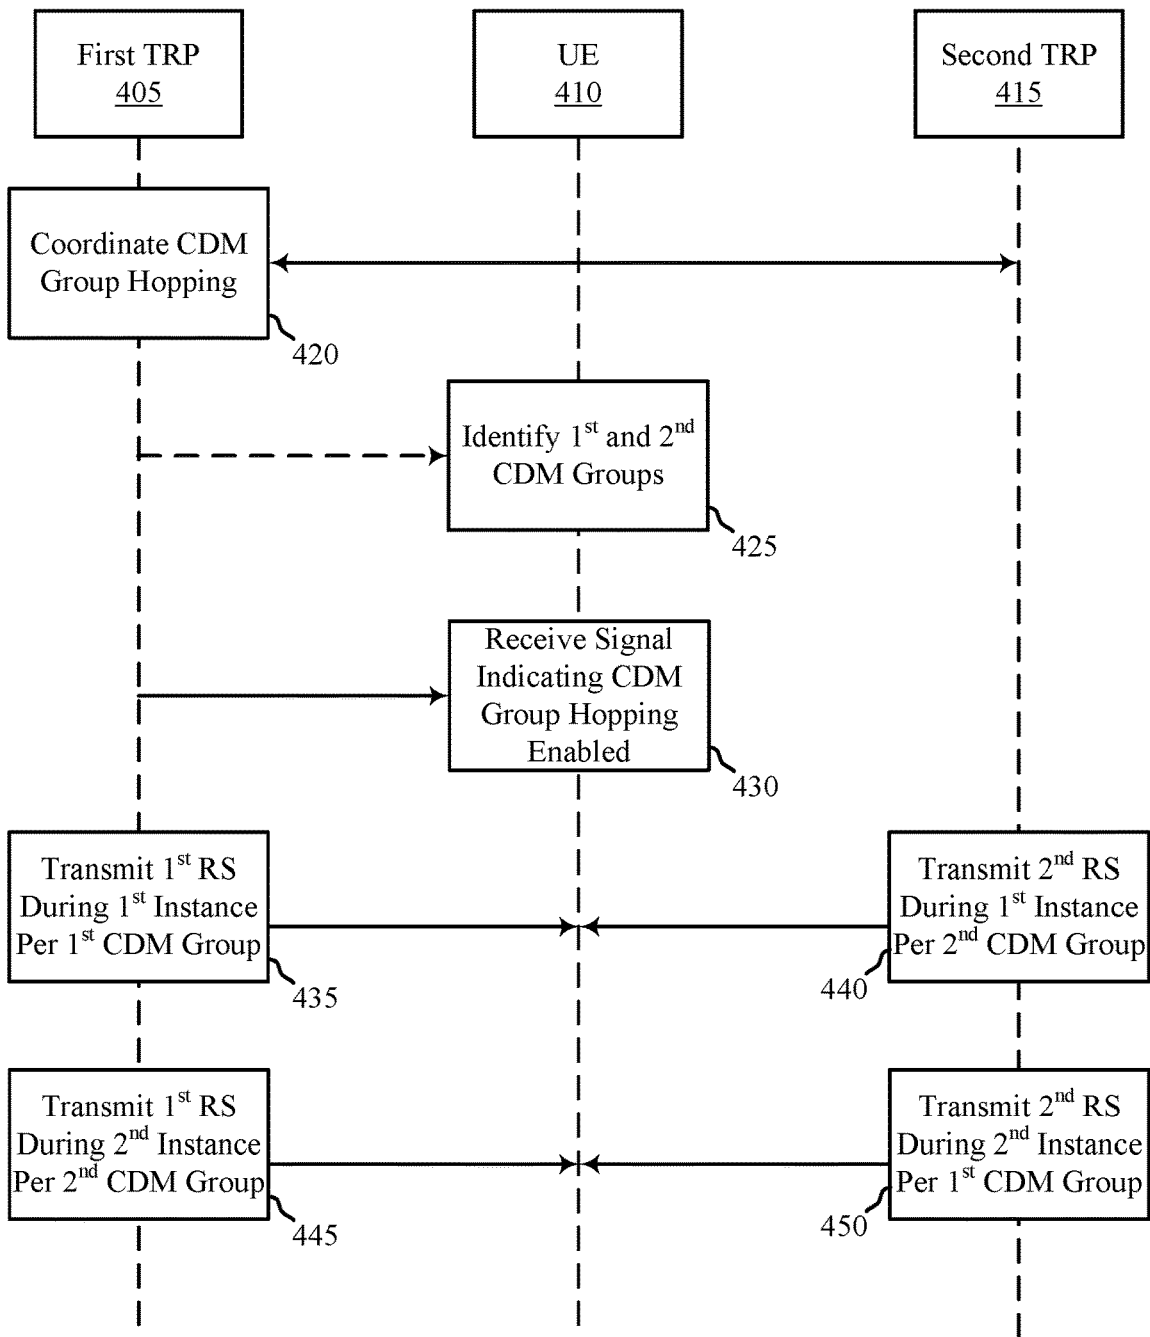 First TRP
405
UE
410
Second TRP
415
Coordinate CDM
Group Hopping
420
Identify 1st and 2nd
CDM Groups
425
Receive Signal
Indicating CDM
Group Hopping
Enabled
430
Transmit 1st RS
During 1st Instance
Per 1st CDM Group
435
Transmit 2nd RS
During 1st Instance
Per 2nd CDM Group
440
Transmit 1st RS
During 2nd Instance
Per 2nd CDM Group
445
Transmit 2nd RS
During 2nd Instance
Per 1st CDM Group
450